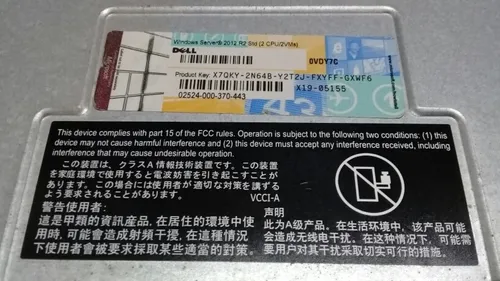 Windows Server® 2012 R2 Std (2 CPU/2VMs)
DELL
0VDY7C
Product Key: X7QKY-2N64B-Y2T2J-FXYFF-GXWF6
X19-05155
02524-000-370-443
Microsoft
This device complies with part 15 of the FCC rules. Operation is subject to the following two conditions: (1) this
device may not cause harmful interference and (2) this device must accept any interference received, including
interference that may cause undesirable operation.
この装置は、クラスA情報技術装置です。この装置
を家庭環境で使用すると電波妨害を引き起こすことが
あります。この場合には使用者が適切な対策を講ずる
よう要求されることがあります。
VCCI-A
警告使用者:
這是甲類的資訊産品，在居住的環境中使
用時，可能會造成射頻干擾，在這種情況下
下使用者會被要求採取某些適當的對策。
声明
此为A级产品。在生活环境中，该产品可能
会造成无线电干扰。在这种情况下，可能需
要用户对其干扰采取切实可行的措施。